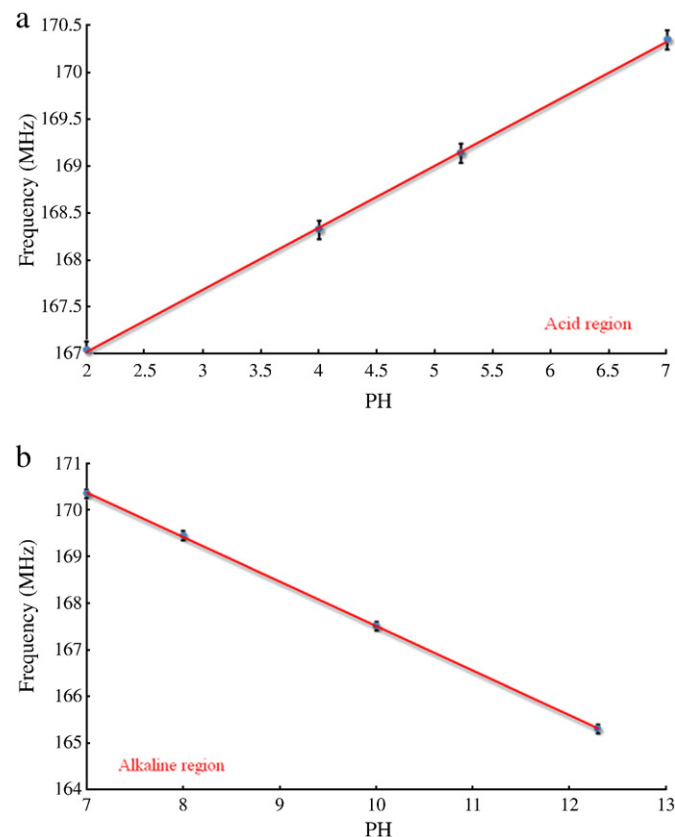 a
170.5
170
169.5
169
168.5
168
167.5
167
Frequency (MHz)
Acid region
2 2.5 3 3.5 4 4.5 5 5.5 6 6.5 7
PH
b
171
170
169
168
167
166
165
164
Frequency (MHz)
Alkaline region
7 8 9 10 11 12 13
PH